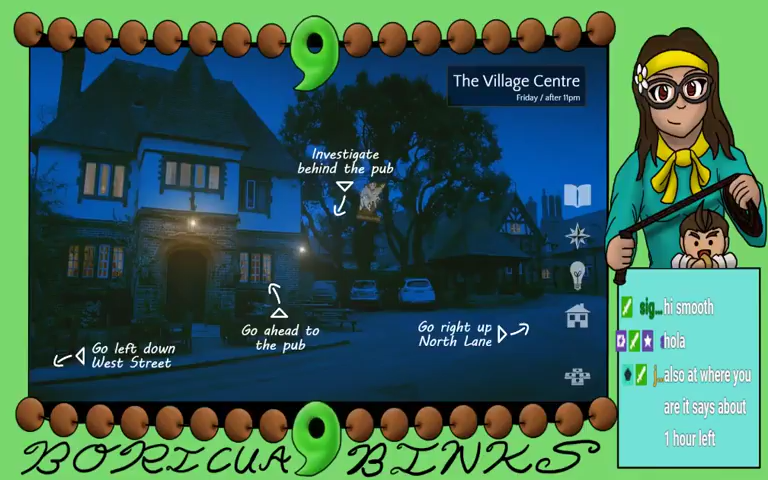 The Village Centre
Friday / after 11pm
Investigate
behind the pub
Go ahead to
the pub
Go right up
North Lane
Go left down
West Street
BORICUA BINKS
sig... hi smooth
hola
j... also at where you
are it says about
1 hour left